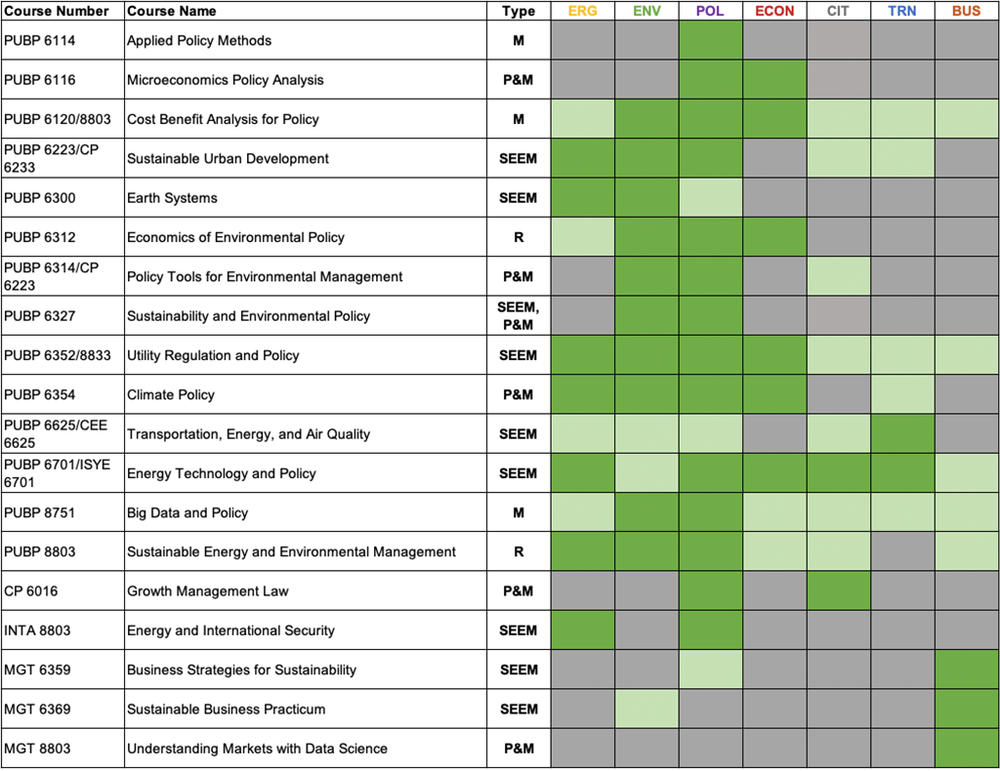 Course Number Course Name Type ERG ENV POL ECON CIT TRN BUS
PUBP 6114 Applied Policy Methods M
PUBP 6116 Microeconomics Policy Analysis P&M
PUBP 6120/8803 Cost Benefit Analysis for Policy M
PUBP 6223/CP
6233 Sustainable Urban Development SEEM
PUBP 6300 Earth Systems SEEM
PUBP 6312 Economics of Environmental Policy R
PUBP 6314/CP
6223 Policy Tools for Environmental Management P&M
PUBP 6327 Sustainability and Environmental Policy SEEM,
P&M
PUBP 6352/8833 Utility Regulation and Policy SEEM
PUBP 6354 Climate Policy P&M
PUBP 6625/CEE
6625 Transportation, Energy, and Air Quality SEEM
PUBP 6701/ISYE
6701 Energy Technology and Policy SEEM
PUBP 8751 Big Data and Policy M
PUBP 8803 Sustainable Energy and Environmental Management R
CP 6016 Growth Management Law P&M
INTA 8803 Energy and International Security SEEM
MGT 6359 Business Strategies for Sustainability SEEM
MGT 6369 Sustainable Business Practicum SEEM
MGT 8803 Understanding Markets with Data Science P&M